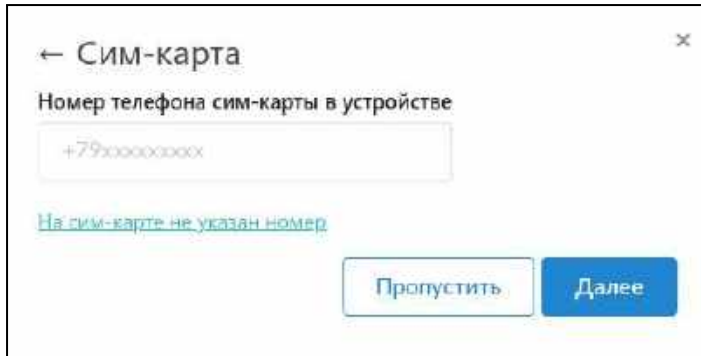 ← Сим-карта
×
Номер телефона сим-карты в устройстве
+79xxxxxxxxx
На сим-карте не указан номер
Пропустить Далее